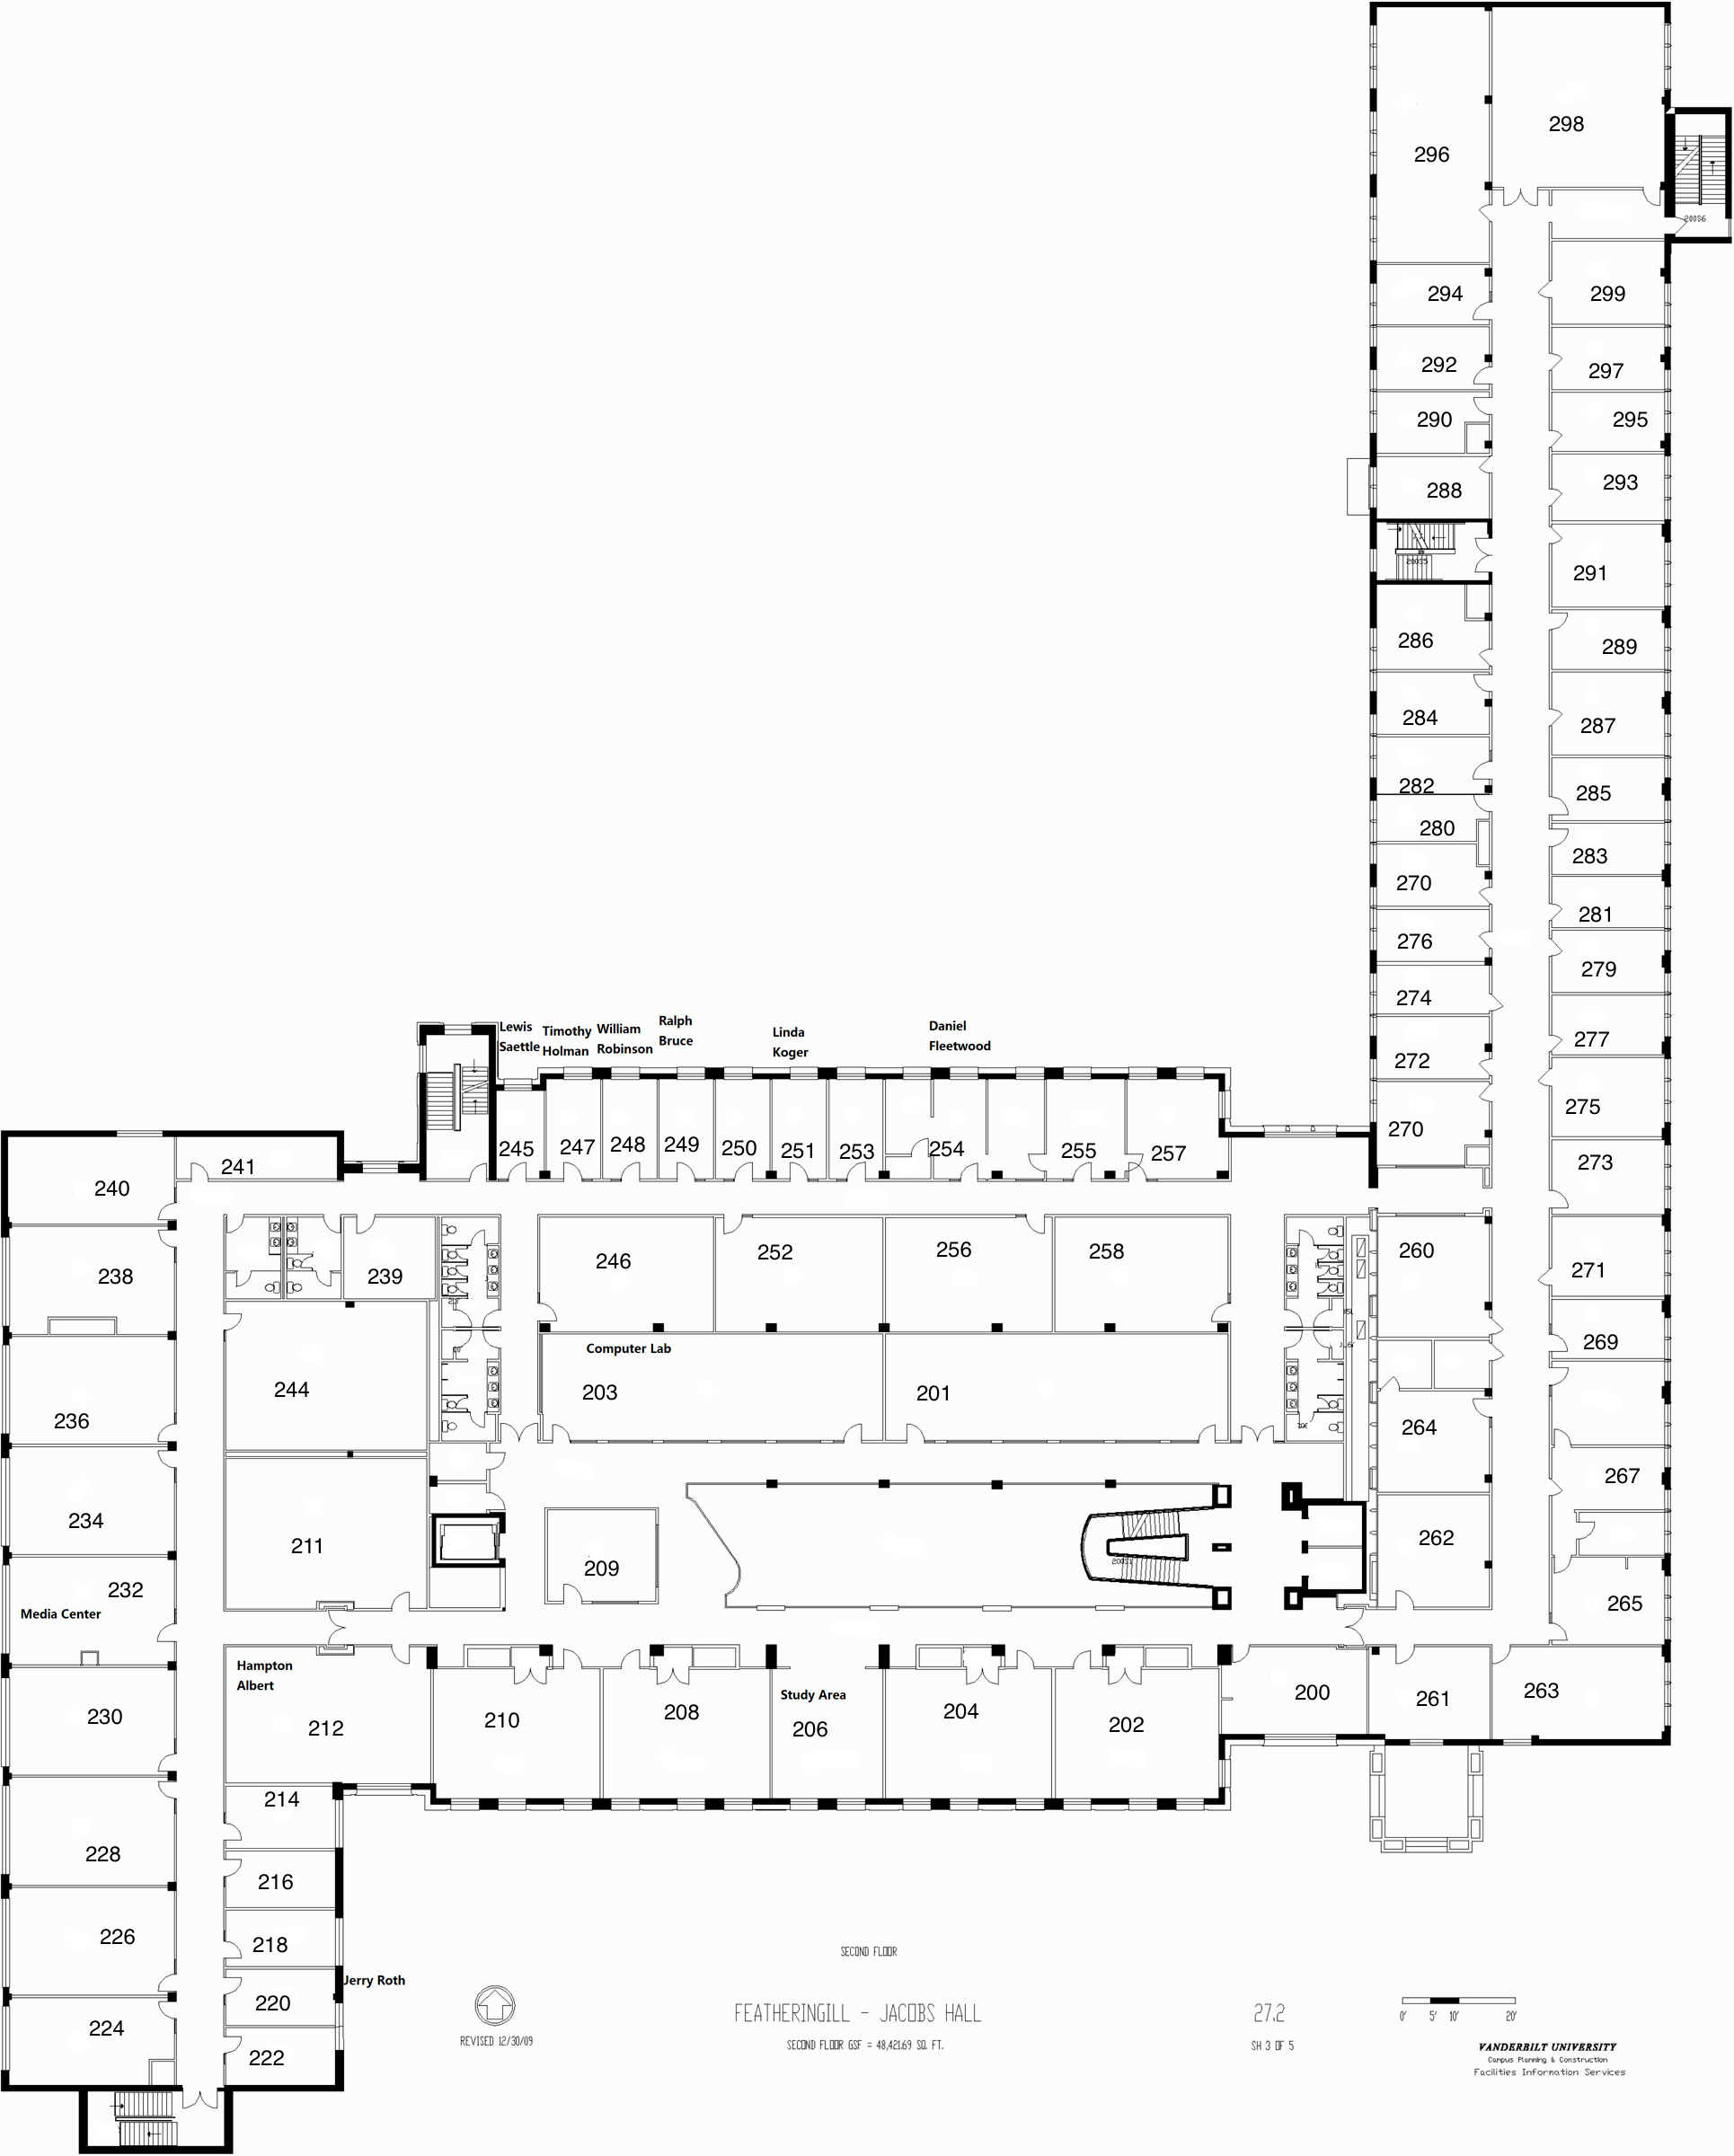 298
296
200S6
294
299
292
297
290
295
288
293
200S5
291
286
289
284
287
282
285
280
283
270
281
276
279
274
277
272
275
270
273
Lewis
Saettle
Timothy
Holman
William
Robinson
Ralph
Bruce
Linda
Koger
Daniel
Fleetwood
245
247
248
249
250
251
253
254
255
257
241
240
238
239
246
252
256
258
260
271
269
236
244
Computer Lab
203
201
264
267
234
211
209
200S1
262
265
232
Media Center
230
Hampton
Albert
212
210
208
Study Area
206
204
202
200
261
263
214
228
216
226
218
Jerry Roth
220
224
222
SECOND FLOOR
FEATHERINGILL - JACOBS HALL
SECOND FLOOR GSF = 48,421.69 SQ. FT.
REVISED 12/30/09
27.2
SH 3 OF 5
0' 5' 10' 20'
VANDERBILT UNIVERSITY
Campus Planning & Construction
Facilities Information Services